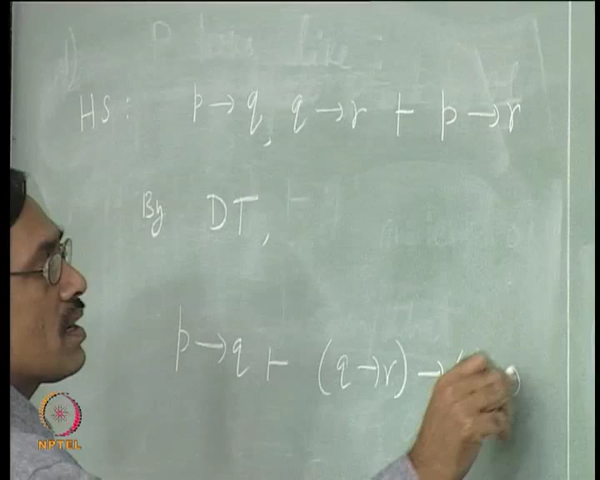 HS: p → q, q → r ⊢ p → r
By DT,
p → q ⊢ (q → r) → (
NPTEL